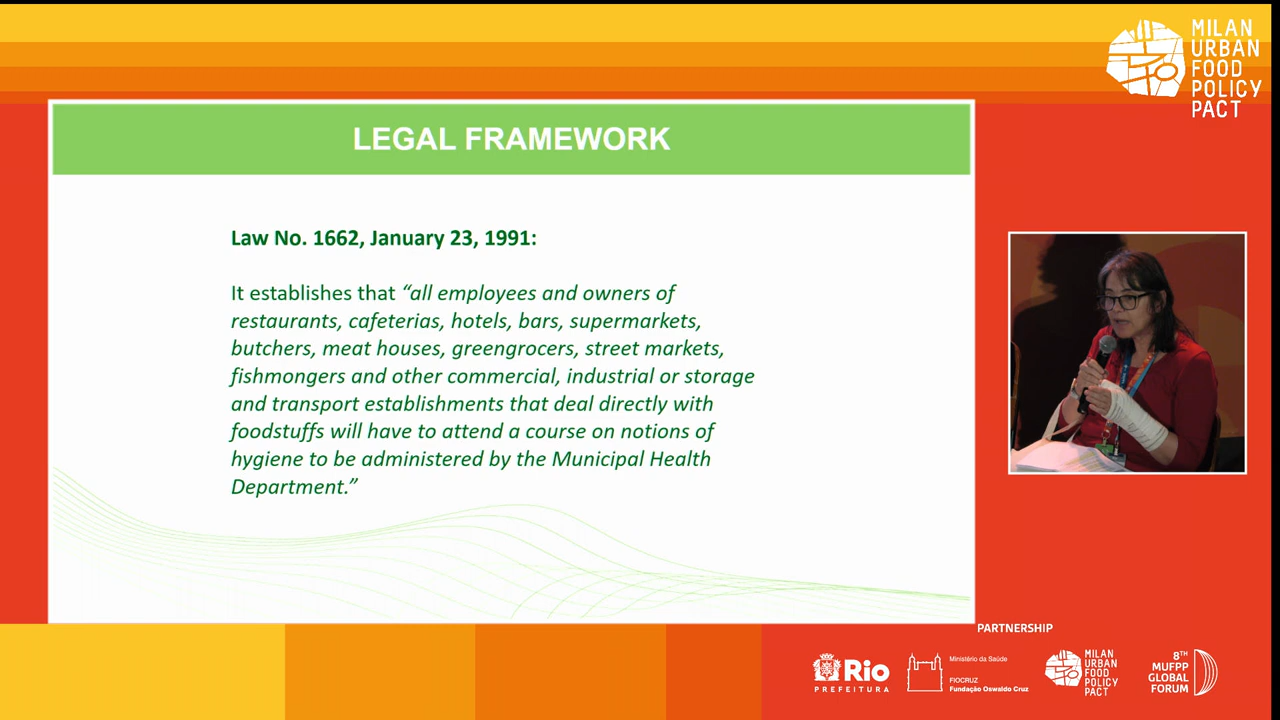 MILAN
URBAN
FOOD
POLICY
PACT
LEGAL FRAMEWORK
Law No. 1662, January 23, 1991:
It establishes that “all employees and owners of
restaurants, cafeterias, hotels, bars, supermarkets,
butchers, meat houses, greengrocers, street markets,
fishmongers and other commercial, industrial or storage
and transport establishments that deal directly with
foodstuffs will have to attend a course on notions of
hygiene to be administered by the Municipal Health
Department.”
PARTNERSHIP
Rio
PREFEITURA
Ministério da Saúde
FIOCRUZ
Fundação Oswaldo Cruz
MILAN
URBAN
FOOD
POLICY
PACT
8TH
MUFPP
GLOBAL
FORUM